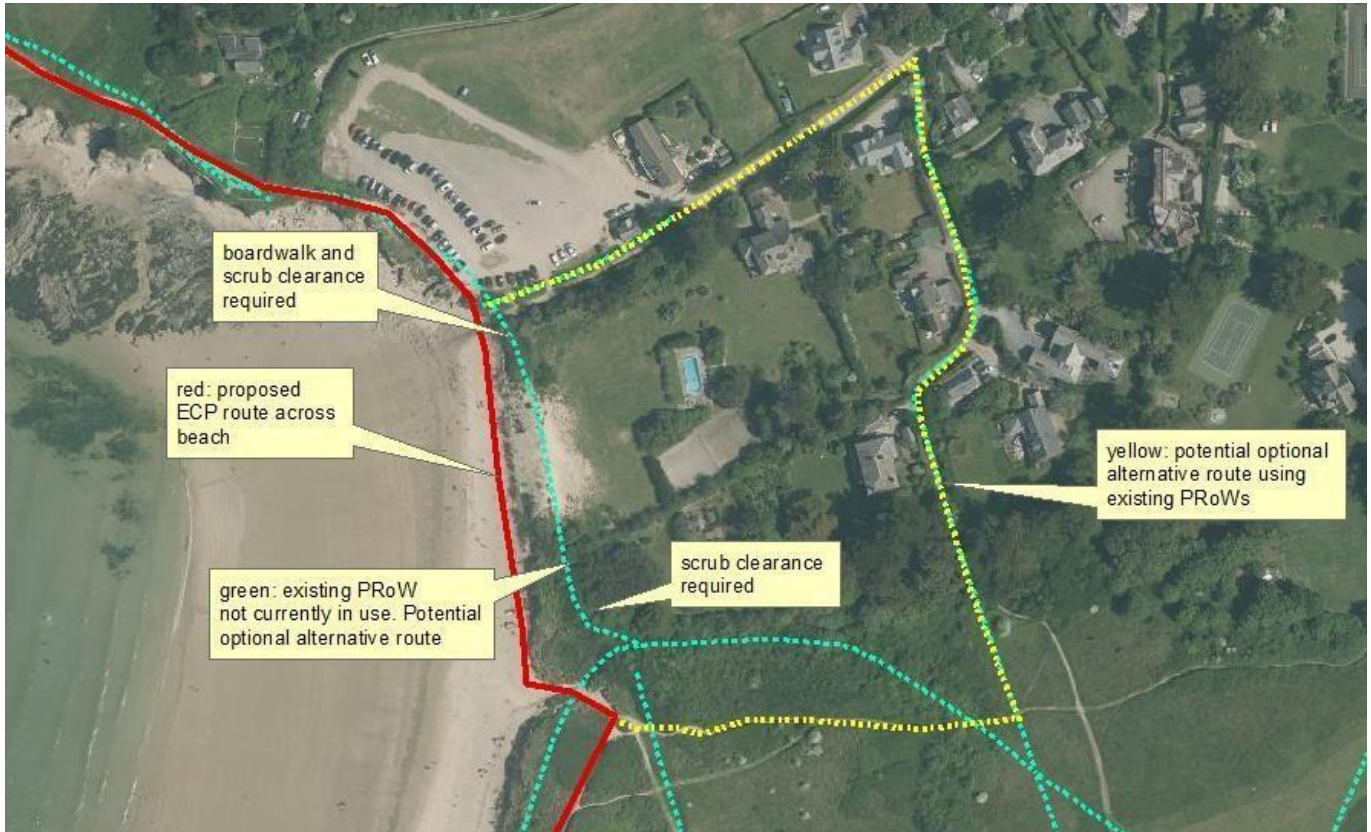 boardwalk and
scrub clearance
required
red: proposed
ECP route across
beach
yellow: potential optional
alternative route using
existing PRoWs
green: existing PRoW
not currently in use. Potential
optional alternative route
scrub clearance
required